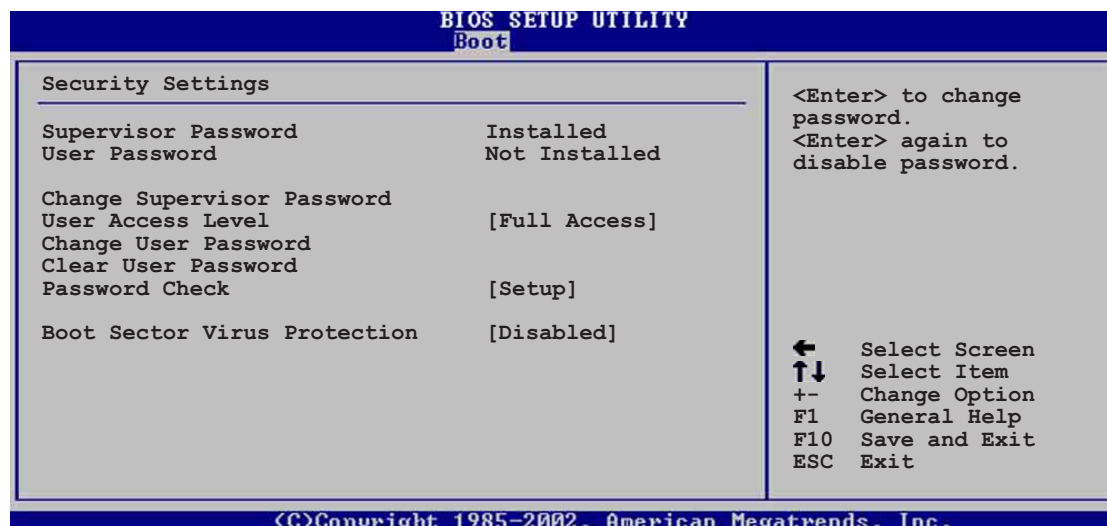 BIOS SETUP UTILITY
Boot
Security Settings
Supervisor Password Installed
User Password Not Installed
Change Supervisor Password
User Access Level [Full Access]
Change User Password
Clear User Password
Password Check [Setup]
Boot Sector Virus Protection [Disabled]
<Enter> to change
password.
<Enter> again to
disable password.
← Select Screen
↑↓ Select Item
+- Change Option
F1 General Help
F10 Save and Exit
ESC Exit
(C)Copyright 1985-2002, American Megatrends, Inc.